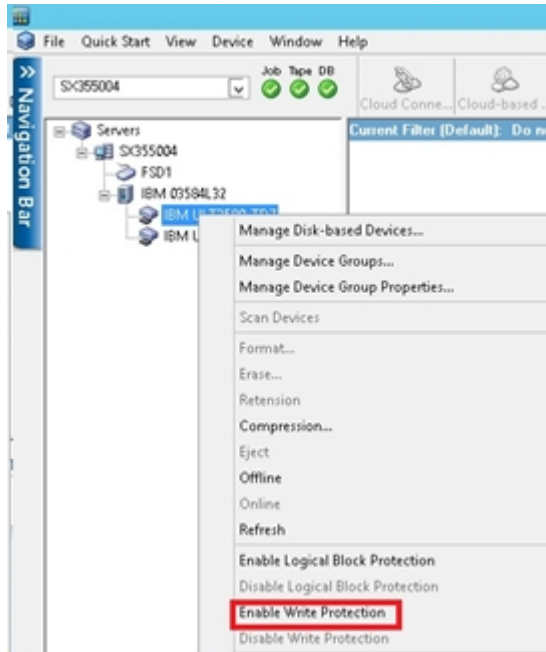 File Quick Start View Device Window Help
SX355004
Job Tape DB
Cloud Conne... Cloud-based
Navigation Bar
Servers
Current Filter (Default): Do
SX355004
FSD1
IBM 03584L32
IBM
IBM
Manage Disk-based Devices...
Manage Device Groups...
Manage Device Group Properties...
Scan Devices
Format...
Erase...
Retension
Compression...
Eject
Offline
Online
Refresh
Enable Logical Block Protection
Disable Logical Block Protection
Enable Write Protection
Disable Write Protection